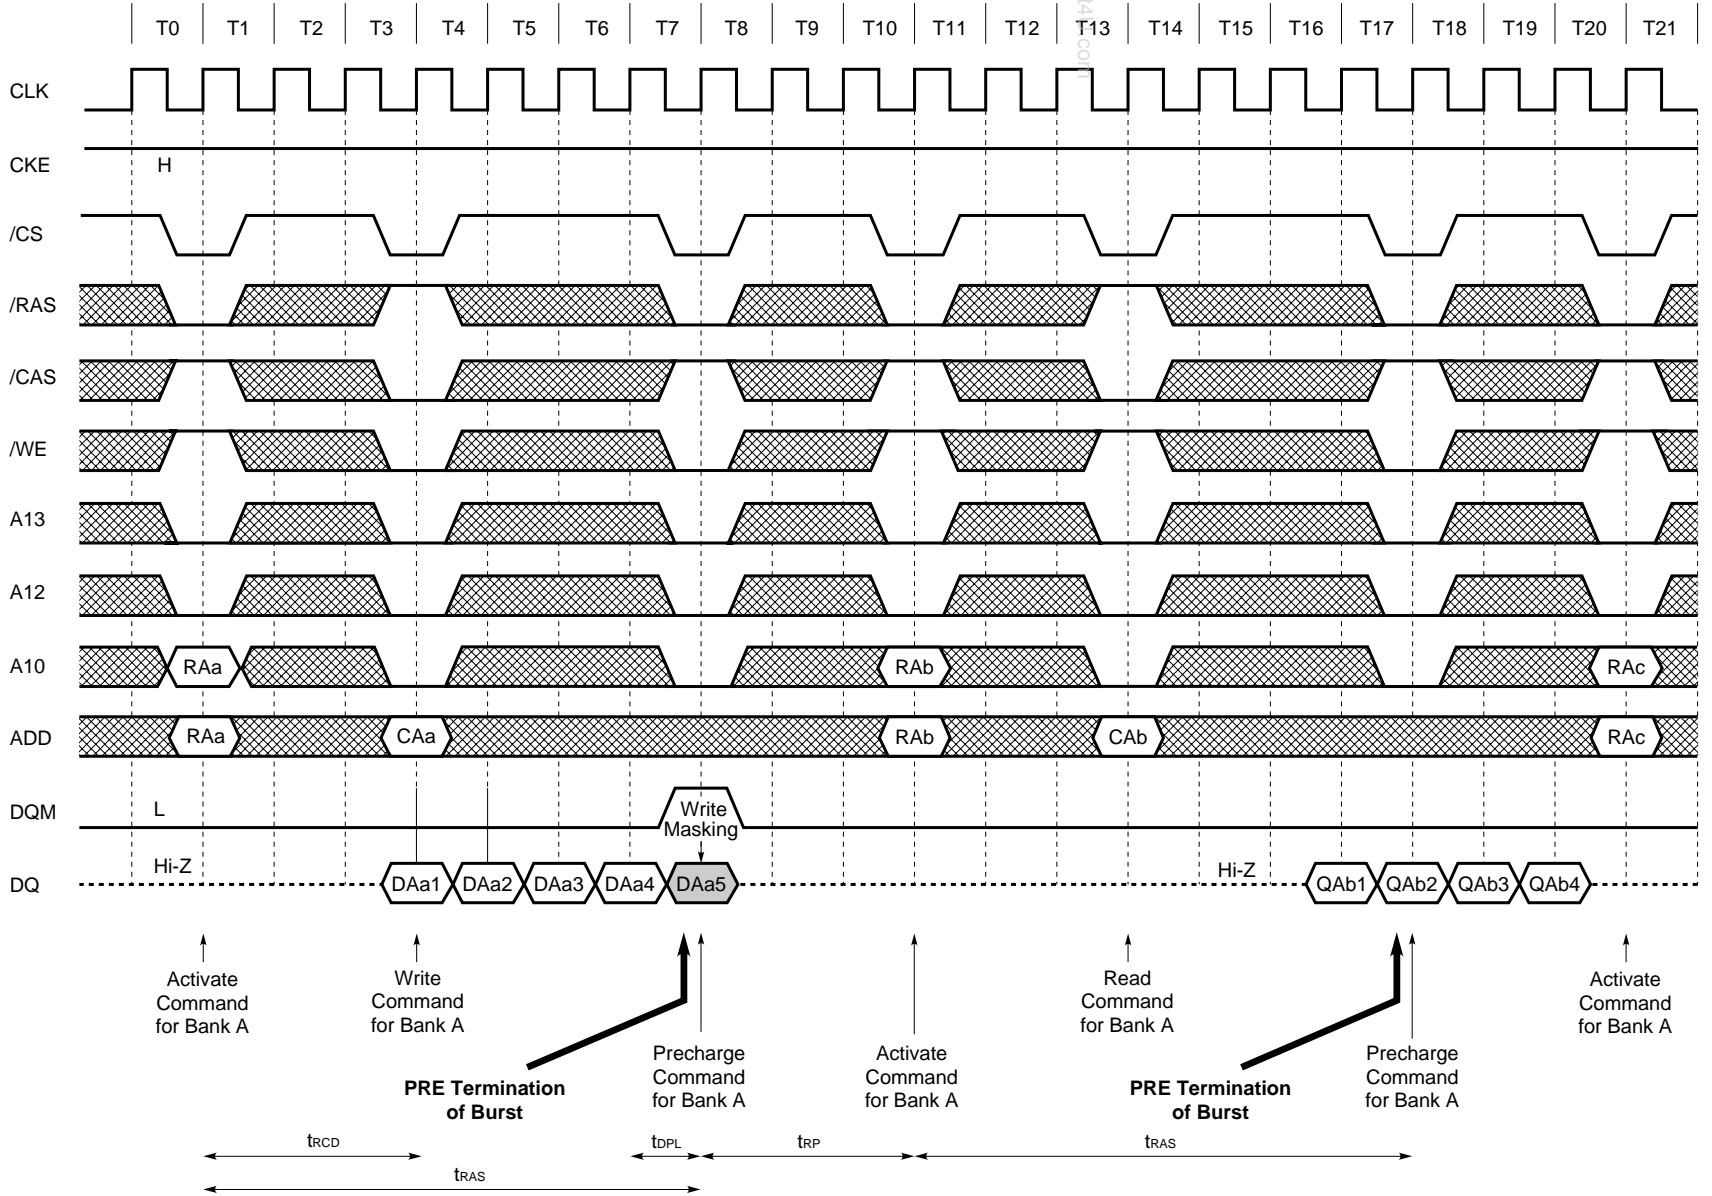 T0 T1 T2 T3 T4 T5 T6 T7 T8 T9 T10 T11 T12 T13 T14 T15 T16 T17 T18 T19 T20 T21
CLK
CKE H
/CS
/RAS
/CAS
/WE
A13
A12
A10 RAa RAb RAc
ADD RAa CAa RAb CAb RAc
DQM L Write
Masking
DQ Hi-Z DAa1 DAa2 DAa3 DAa4 DAa5 Hi-Z QAb1 QAb2 QAb3 QAb4
Activate
Command
for Bank A
Write
Command
for Bank A
Read
Command
for Bank A
Activate
Command
for Bank A
PRE Termination
of Burst
Precharge
Command
for Bank A
Activate
Command
for Bank A
PRE Termination
of Burst
Precharge
Command
for Bank A
tRCD tDPL tRP tRAS
tRAS